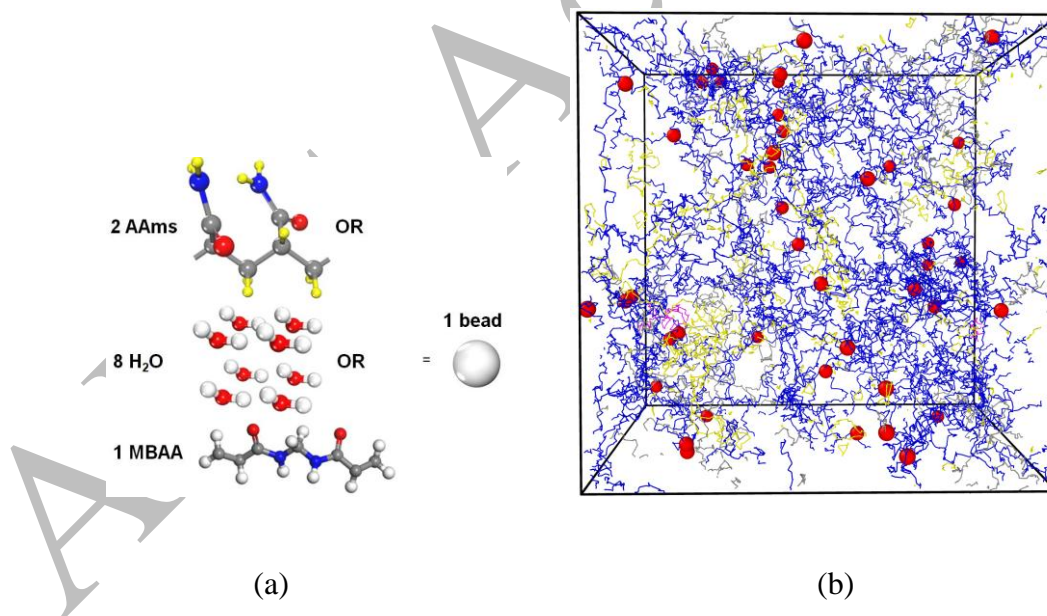 2 AAms
OR
8 H₂O
OR
=
1 bead
1 MBAA
(a)
(b)